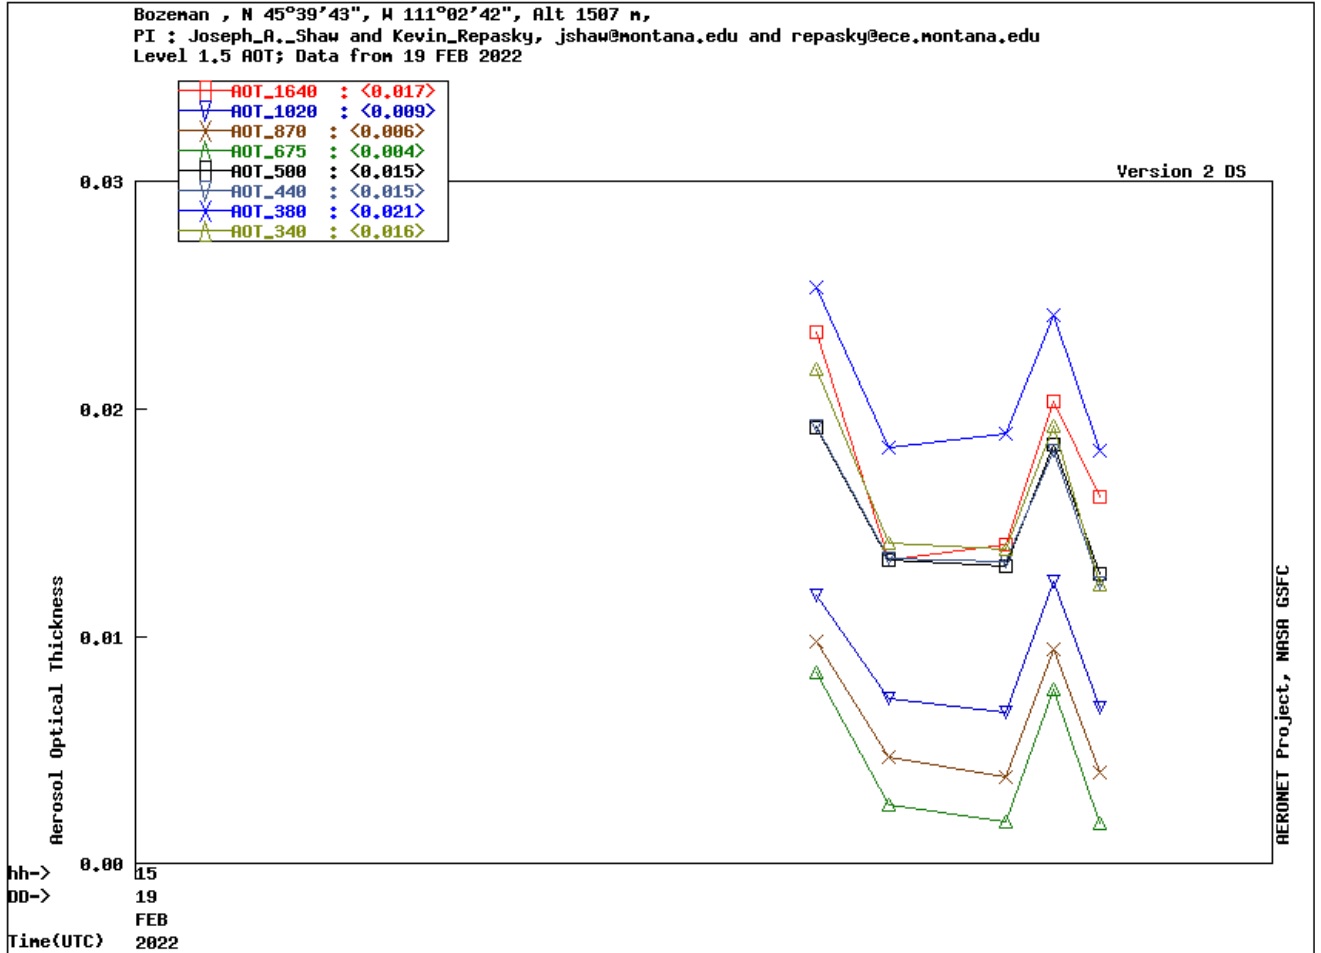 Bozeman , N 45°39'43", W 111°02'42", Alt 1507 m,
PI : Joseph_A._Shaw and Kevin_Repasky, jshaw@montana.edu and repasky@ece.montana.edu
Level 1.5 AOT; Data from 19 FEB 2022
AOT_1640 : <0.017>
AOT_1020 : <0.009>
AOT_870 : <0.006>
AOT_675 : <0.004>
AOT_500 : <0.015>
AOT_440 : <0.015>
AOT_380 : <0.021>
AOT_340 : <0.016>
Version 2 DS
0.03
0.02
0.01
0.00
Aerosol Optical Thickness
AERONET Project, NASA GSFC
hh-> 15
DD-> 19
FEB
Time(UTC) 2022